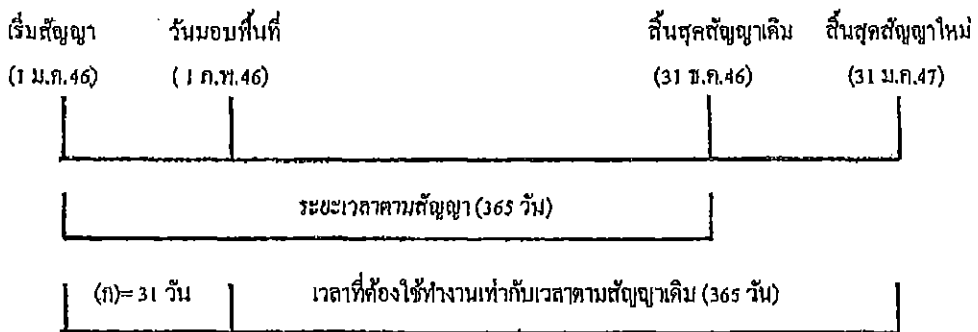 เริ่มสัญญา วันมอบพื้นที่ สิ้นสุดสัญญาเดิม สิ้นสุดสัญญาใหม่
(1 ม.ค.46) (1 ก.พ.46) (31 ธ.ค.46) (31 ม.ค.47)
ระยะเวลาตามสัญญา (365 วัน)
(ก)= 31 วัน เวลาที่ต้องใช้ทำงานเท่ากับเวลาตามสัญญาเดิม (365 วัน)